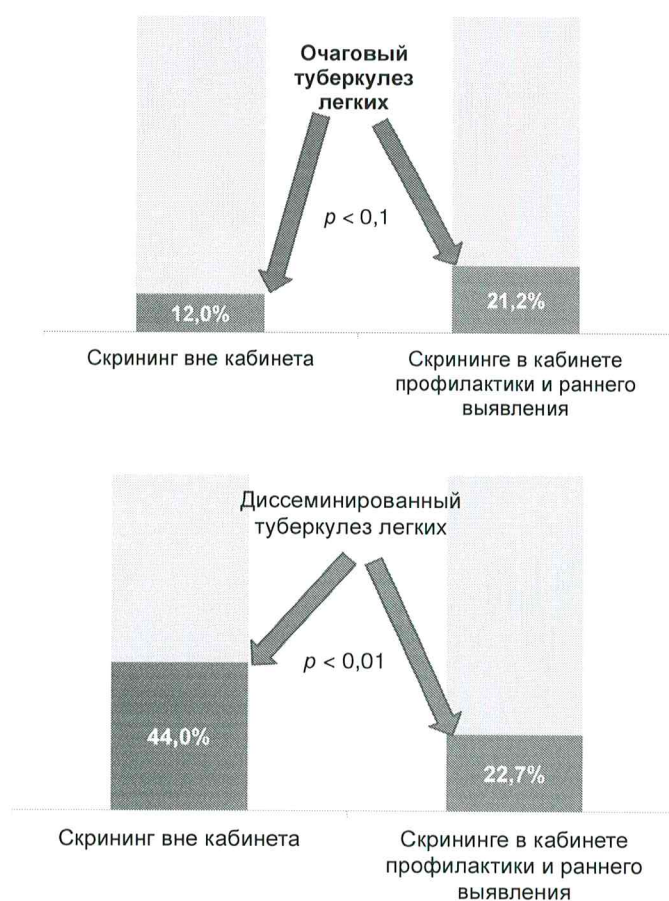 Очаговый
туберкулез
легких
p < 0,1
12,0%
21,2%
Скрининг вне кабинета
Скрининге в кабинете
профилактики и раннего
выявления
Диссеминированный
туберкулез легких
p < 0,01
44,0%
22,7%
Скрининг вне кабинета
Скрининге в кабинете
профилактики и раннего
выявления